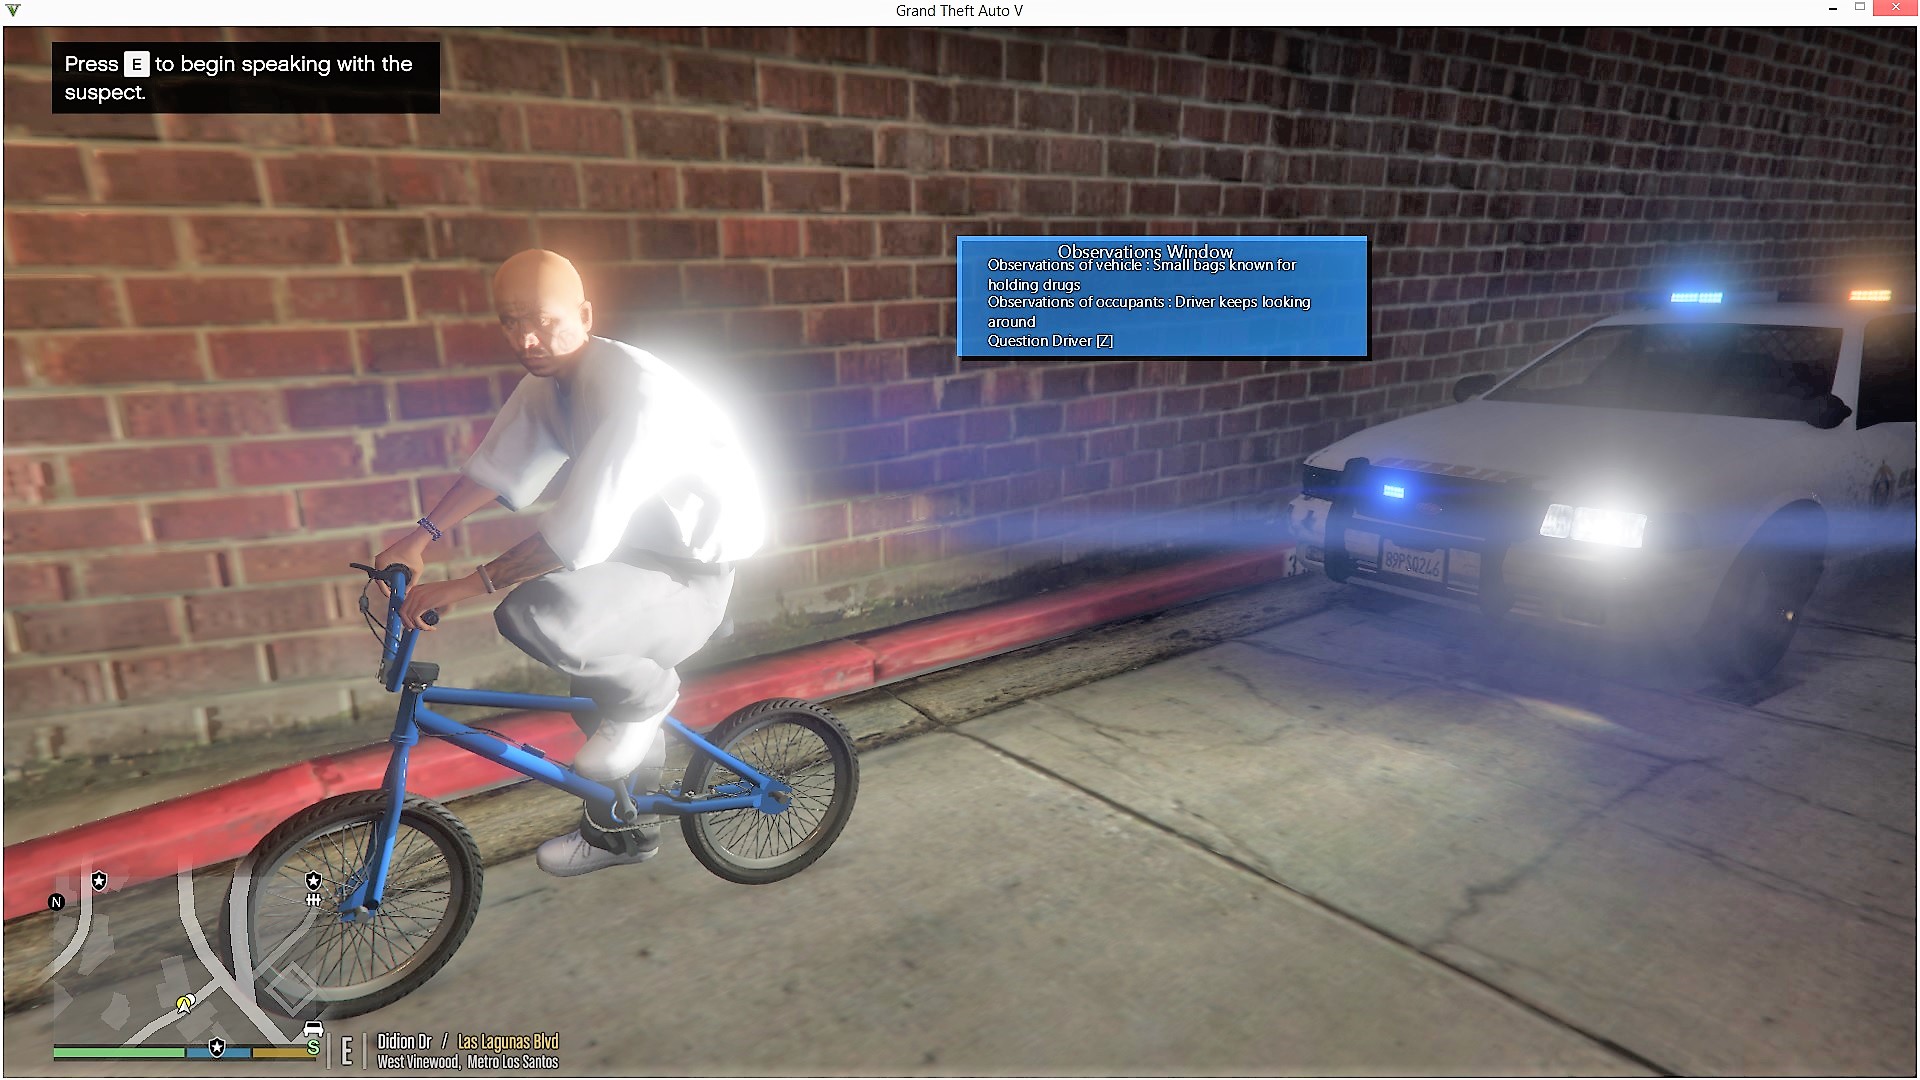 Grand Theft Auto V
Press E to begin speaking with the
suspect.
Observations Window
Observations of vehicle : Small bags known for
holding drugs
Observations of occupants : Driver keeps looking
around
Question Driver [Z]
89PSQ246
N
S
E
Didion Dr / Las Lagunas Blvd
West Vinewood, Metro Los Santos